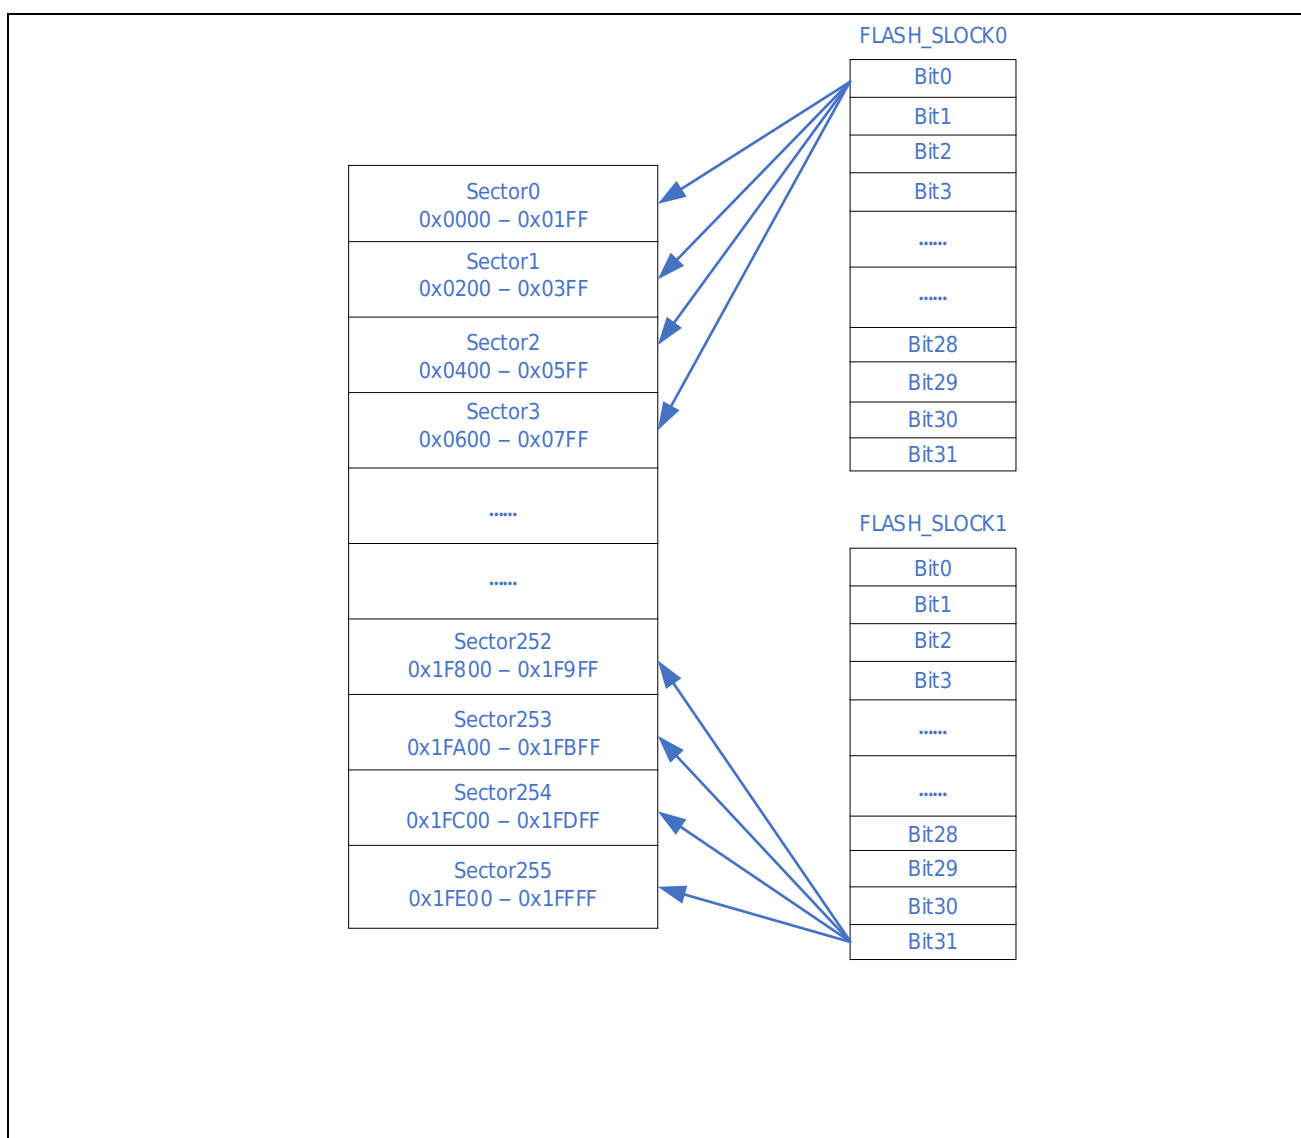 Sector0
0x0000 – 0x01FF
Sector1
0x0200 – 0x03FF
Sector2
0x0400 – 0x05FF
Sector3
0x0600 – 0x07FF
......
......
Sector252
0x1F800 – 0x1F9FF
Sector253
0x1FA00 – 0x1FBFF
Sector254
0x1FC00 – 0x1FDFF
Sector255
0x1FE00 – 0x1FFFF
FLASH_SLOCK0
Bit0
Bit1
Bit2
Bit3
......
......
Bit28
Bit29
Bit30
Bit31
FLASH_SLOCK1
Bit0
Bit1
Bit2
Bit3
......
......
Bit28
Bit29
Bit30
Bit31